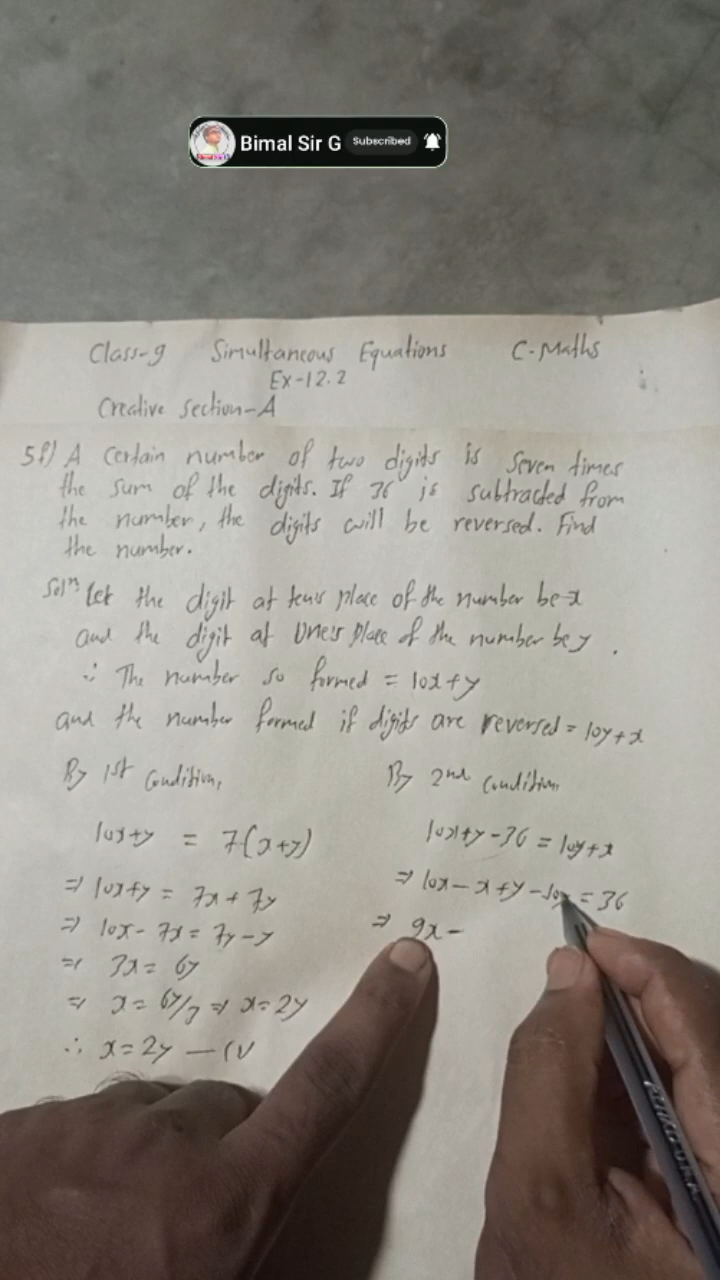 Bimal Sir G Subscribed
Class-9 Simultaneous Equations C-Maths
Ex-12.2
Creative Section-A
5f) A certain number of two digits is seven times
the sum of the digits. If 36 is subtracted from
the number, the digits will be reversed. Find
the number.
Solⁿ Let the digit at ten's place of the number be x
and the digit at one's place of the number be y.
∴ The number so formed = 10x+y
and the number formed if digits are reversed = 10y+x
By 1st Condition,
10x+y = 7(x+y)
⇒ 10x+y = 7x+7y
⇒ 10x-7x = 7y-y
⇒ 3x = 6y
⇒ x = 6y/3 ⇒ x=2y
∴ x=2y —(i)
By 2nd Condition
10x+y-36 = 10y+x
⇒ 10x-x+y-10y=36
⇒ 9x-